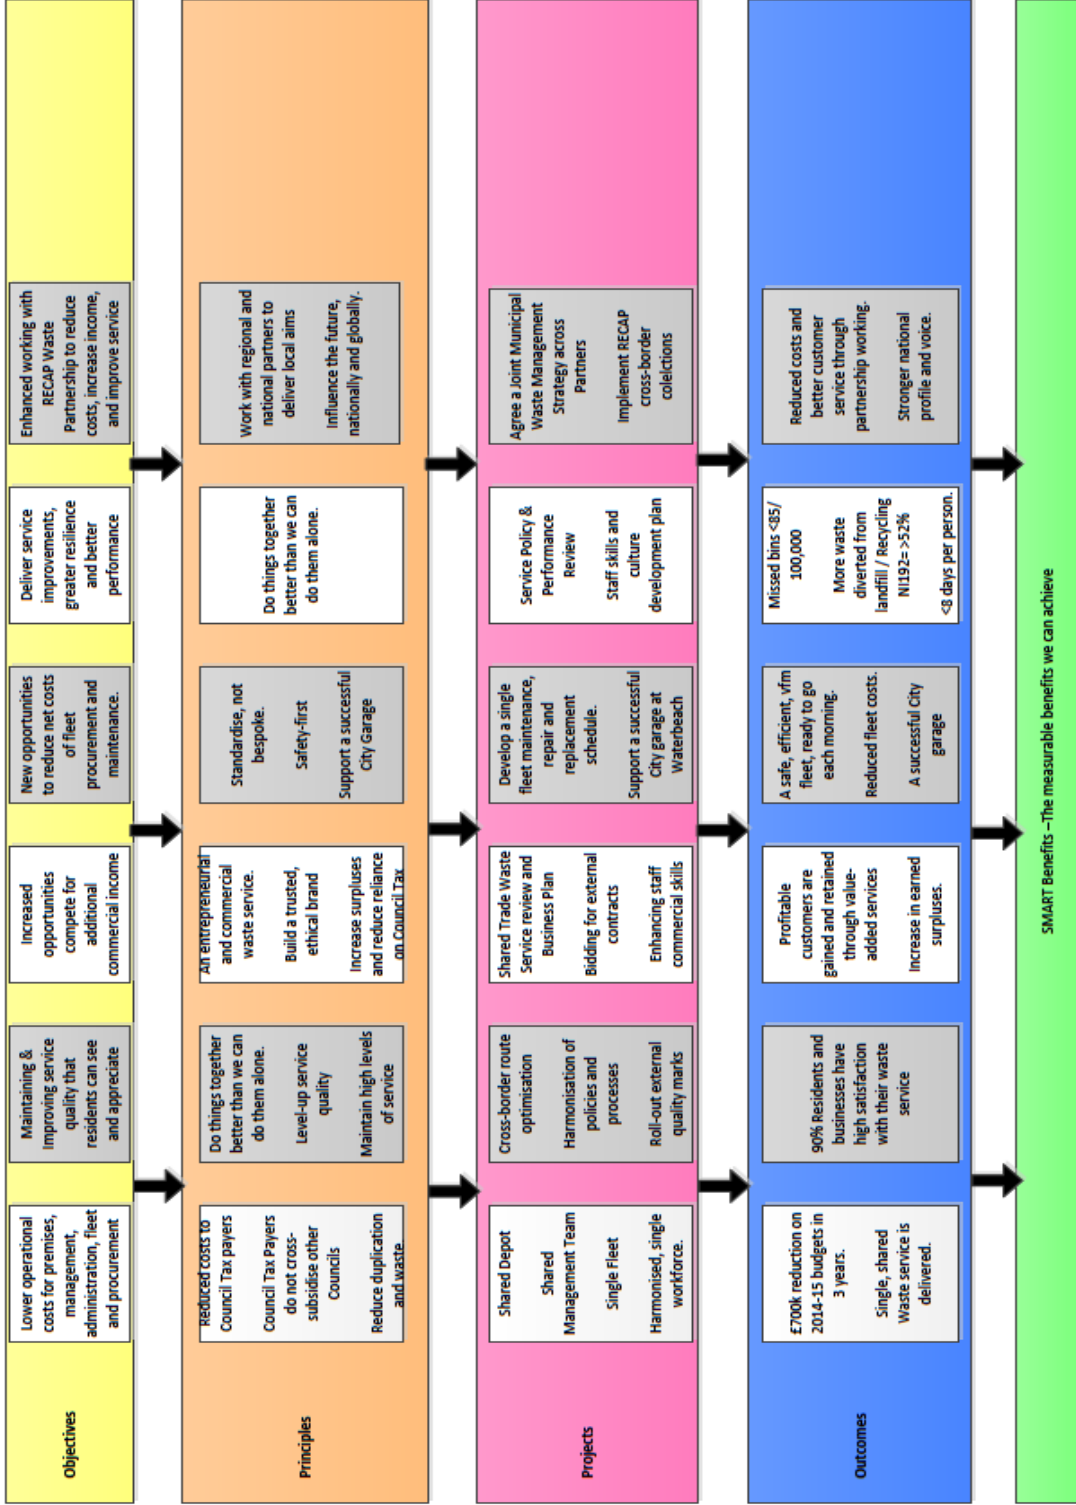 Objectives
Lower operational
costs for premises,
management,
administration, fleet
and procurement
Maintaining &
Improving service
quality that
residents can see
and appreciate
Increased
opportunities
compete for
additional
commercial income
New opportunities
to reduce net costs
of fleet
procurement and
maintenance.
Deliver service
improvements,
greater resilience
and better
performance
Enhanced working with
RECAP Waste
Partnership to reduce
costs, increase income,
and improve service
Principles
Reduced costs to
Council Tax payers
Council Tax Payers
do not cross-
subsidise other
Councils
Reduce duplication
and waste.
Do things together
better than we can
do them alone.
Level-up service
quality
Maintain high levels
of service
An entrepreneurial
and commercial
waste service.
Build a trusted,
ethical brand
Increase surpluses
and reduce reliance
on Council Tax
Standardise, not
bespoke.
Safety-first
Support a successful
City Garage
Do things together
better than we can
do them alone.
Work with regional and
national partners to
deliver local aims
Influence the future,
nationally and globally.
Projects
Shared Depot
Shared
Management Team
Single Fleet
Harmonised, single
workforce.
Cross-border route
optimisation
Harmonisation of
policies and
processes
Roll-out external
quality marks
Shared Trade Waste
Service review and
Business Plan
Bidding for external
contracts
Enhancing staff
commercial skills
Develop a single
fleet maintenance,
repair and
replacement
schedule.
Support a successful
City garage at
Waterbeach
Service Policy &
Performance
Review
Staff skills and
culture
development plan
Agree a Joint Municipal
Waste Management
Strategy across
Partners
Implement RECAP
cross-border
colelctions
Outcomes
£700k reduction on
2014-15 budgets in
3 years.
Single, shared
Waste service is
delivered.
90% Residents and
businesses have
high satisfaction
with their waste
service
Profitable
customers are
gained and retained
through value-
added services
Increase in earned
surpluses.
A safe, efficient, vfm
fleet, ready to go
each morning.
Reduced fleet costs.
A successful City
garage
Missed bins <85/
100,000
More waste
diverted from
landfill / Recycling
NI192= >52%
<8 days per person.
Reduced costs and
better customer
service through
partnership working.
Stronger national
profile and voice.
SMART Benefits –The measurable benefits we can achieve